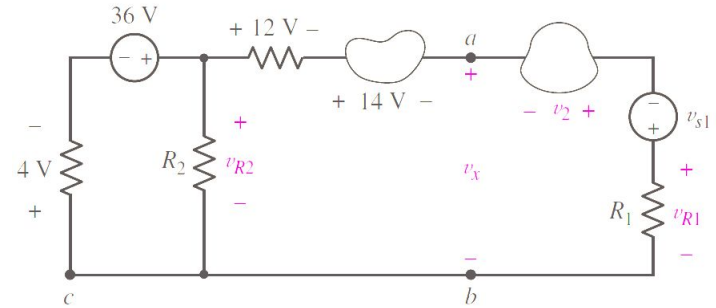 36 V
+ 12 V −
a
− +
+
+ 14 V −
− v2 +
−
+
vs1
−
4 V
+
+
R2
vR2
−
vx
R1
+
vR1
−
−
c
b